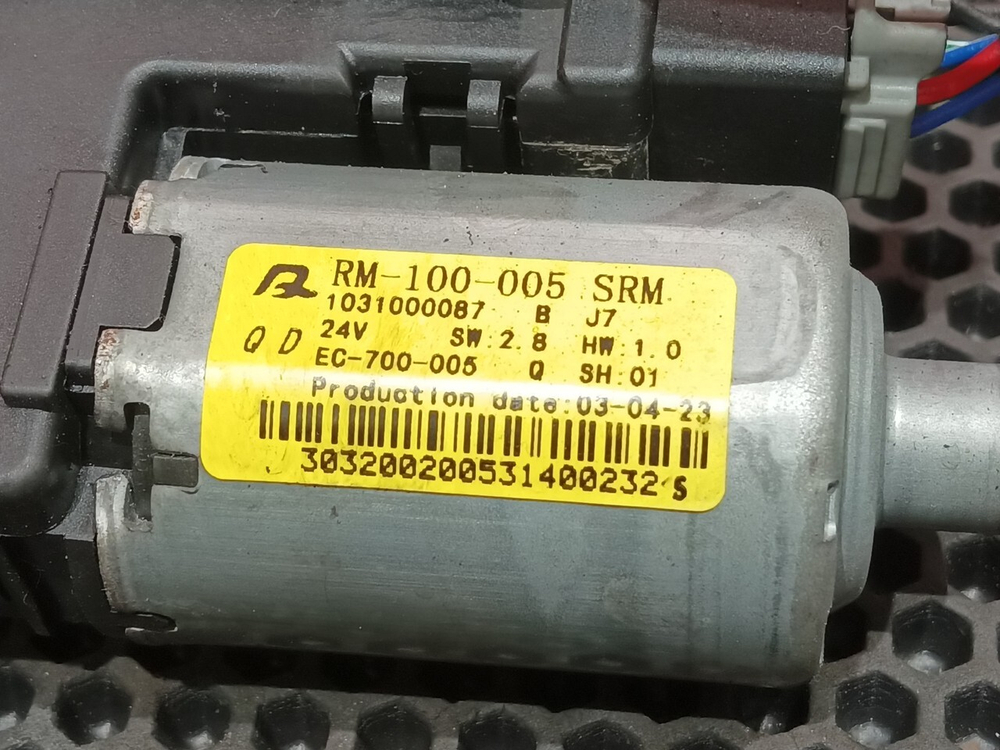 RM-100-005 SRM
1031000087 B J7
24V SW:2.8 HW:1.0
QD EC-700-005 Q SH:01
Production date:03-04-23
303200200531400232 S